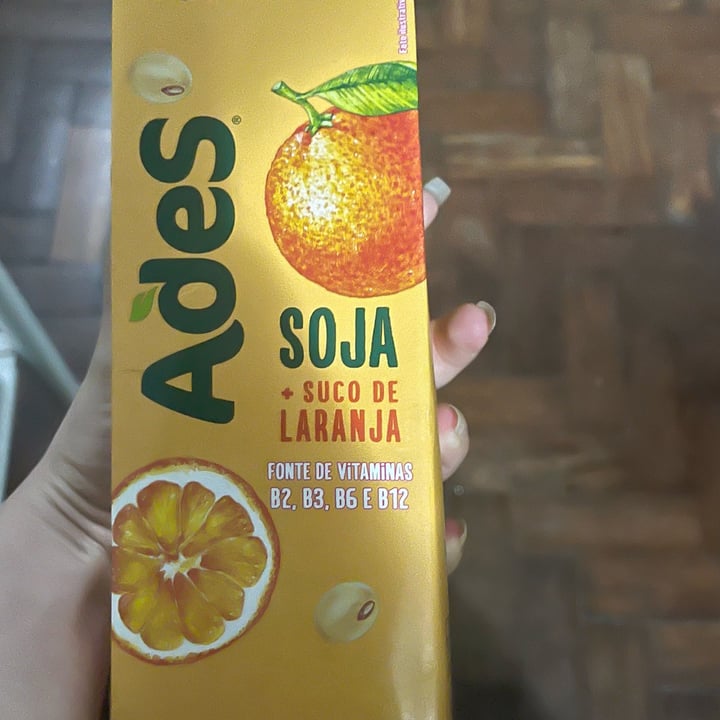 AdeS®
SOJA
+ SUCO DE
LARANJA
FONTE DE VITAMINAS
B2, B3, B6 E B12